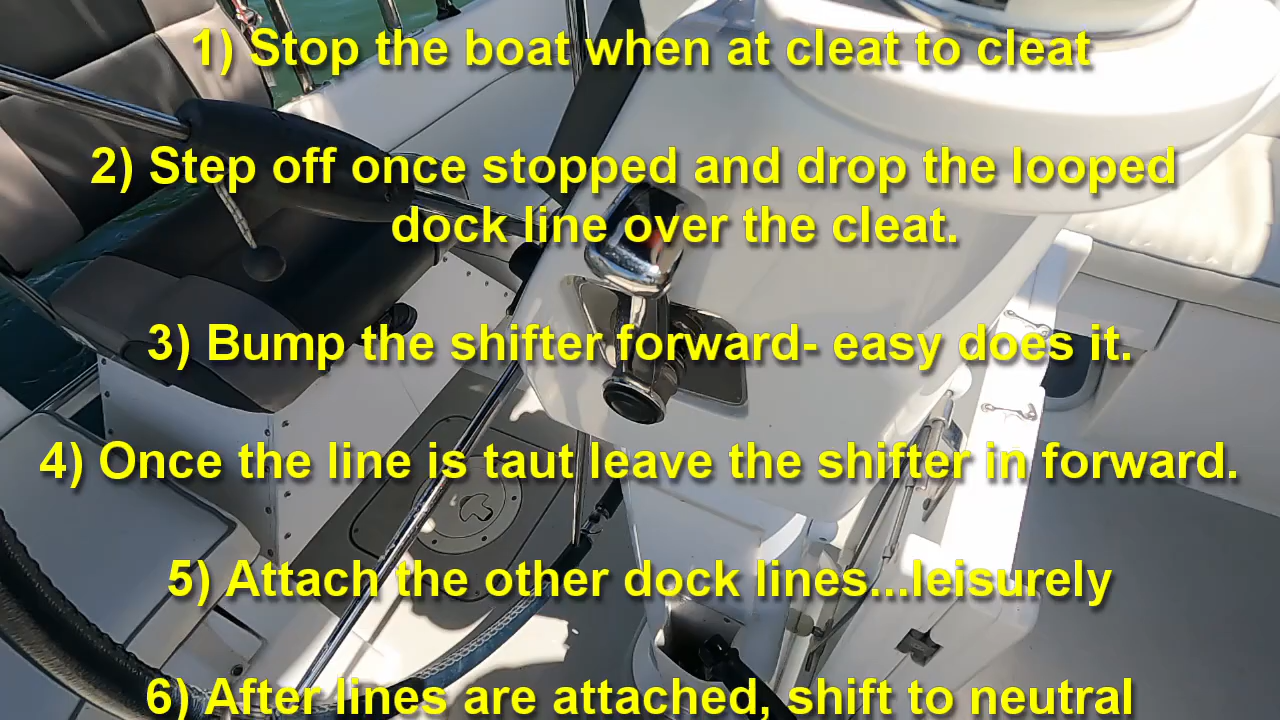 1) Stop the boat when at cleat to cleat
2) Step off once stopped and drop the looped
dock line over the cleat.
3) Bump the shifter forward- easy does it.
4) Once the line is taut leave the shifter in forward.
5) Attach the other dock lines...leisurely
6) After lines are attached, shift to neutral